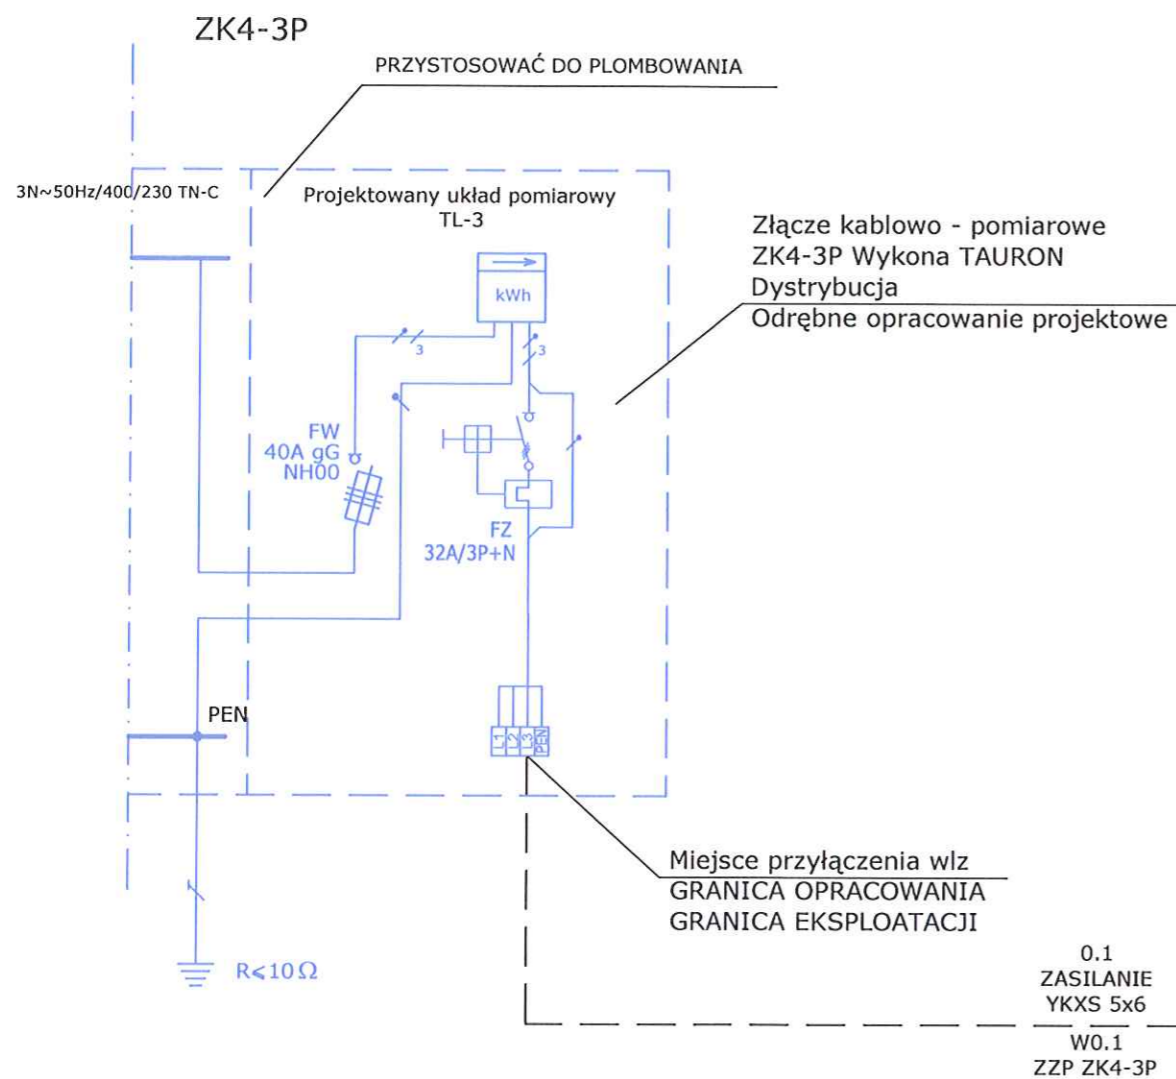 ZK4-3P
PRZYSTOSOWAĆ DO PLOMBOWANIA
3N~50Hz/400/230 TN-C
Projektowany układ pomiarowy
TL-3
Złącze kablowo - pomiarowe
ZK4-3P Wykona TAURON
Dystrybucja
Odrębne opracowanie projektowe
kWh
3
3
FW
40A gG
NH00
FZ
32A/3P+N
PEN
L1
L2
L3
PEN
Miejsce przyłączenia wlz
GRANICA OPRACOWANIA
GRANICA EKSPLOATACJI
R⩽10Ω
0.1
ZASILANIE
YKXS 5x6
W0.1
ZZP ZK4-3P